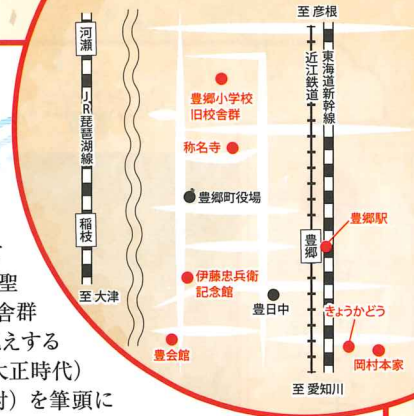 至 彦根
河瀬
JR琵琶湖線
稲枝
至 大津
近江鉄道
東海道新幹線
豊郷小学校
旧校舎群
称名寺
豊郷町役場
豊郷駅
豊郷
伊藤忠兵衛
記念館
豊日中
きょうかどう
豊会館
岡村本家
至 愛知川
聖
舎群
えする
大正時代)
村)を筆頭に